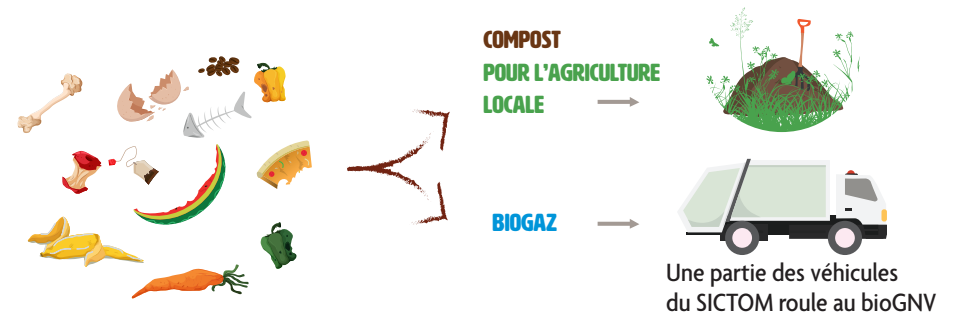 COMPOST
POUR L'AGRICULTURE
LOCALE
BIOGAZ
Une partie des véhicules
du SICTOM roule au bioGNV